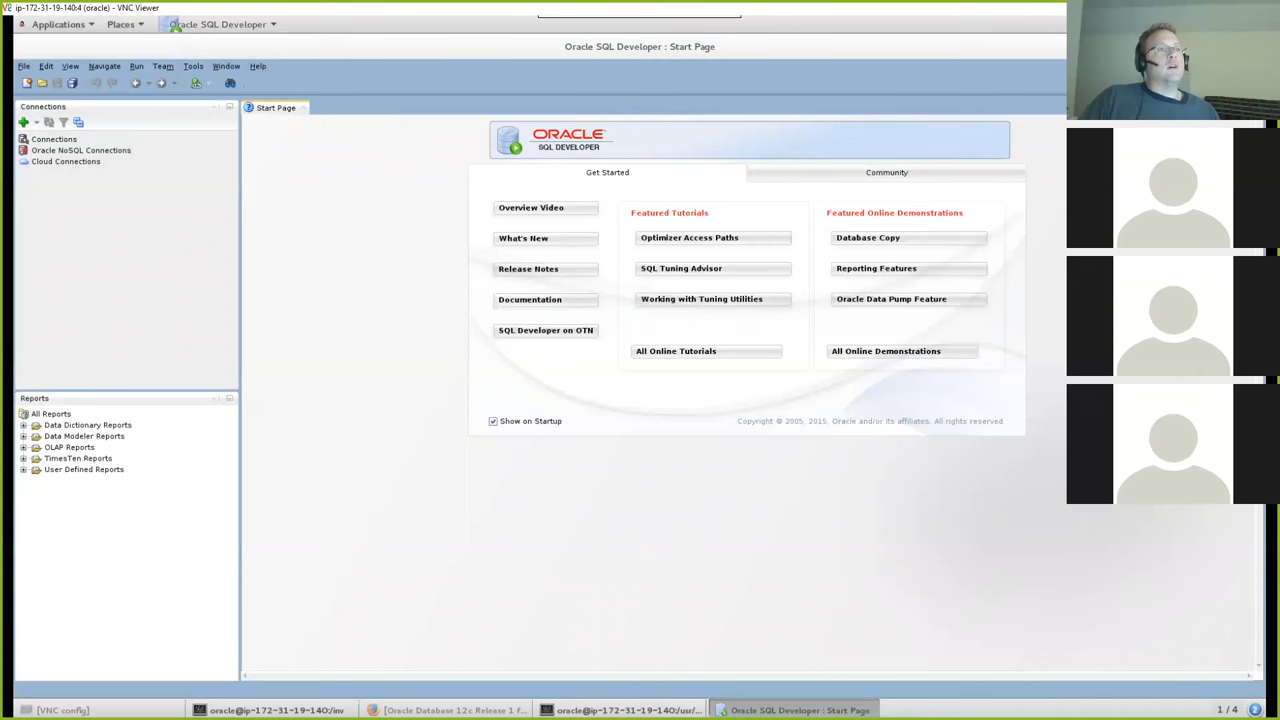 ip-172-31-19-140:4 (oracle) - VNC Viewer
Applications Places Oracle SQL Developer
Oracle SQL Developer : Start Page
File Edit View Navigate Run Team Tools Window Help
Connections
Start Page
Connections
Oracle NoSQL Connections
Cloud Connections
ORACLE
SQL DEVELOPER
Get Started
Community
Overview Video
What's New
Release Notes
Documentation
SQL Developer on OTN
Featured Tutorials
Optimizer Access Paths
SQL Tuning Advisor
Working with Tuning Utilities
All Online Tutorials
Featured Online Demonstrations
Database Copy
Reporting Features
Oracle Data Pump Feature
All Online Demonstrations
Show on Startup
Copyright © 2005, 2015, Oracle and/or its affiliates. All rights reserved
Reports
All Reports
Data Dictionary Reports
Data Modeler Reports
OLAP Reports
TimesTen Reports
User Defined Reports
[VNC config]
oracle@ip-172-31-19-140:/inv
[Oracle Database 12c Release 1 f...
oracle@ip-172-31-19-140:/usr/...
Oracle SQL Developer : Start Page
1 / 4
2